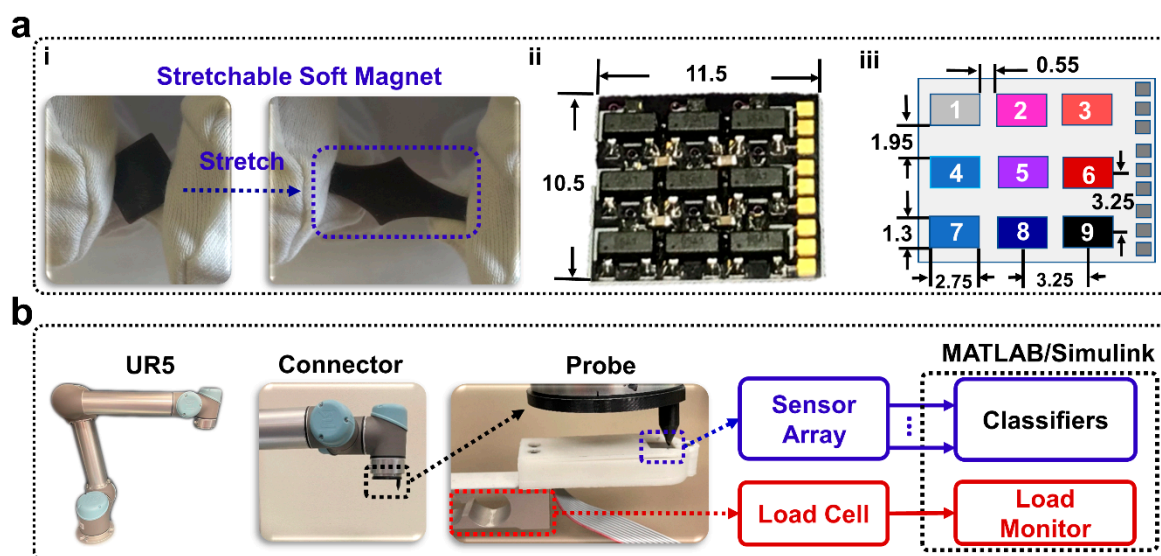 a
i
Stretchable Soft Magnet
Stretch
ii
11.5
10.5
iii
0.55
1 2 3
1.95
4 5 6
3.25
1.3
7 8 9
2.75
3.25
b
UR5
Connector
Probe
MATLAB/Simulink
Sensor
Array
Classifiers
Load Cell
Load
Monitor